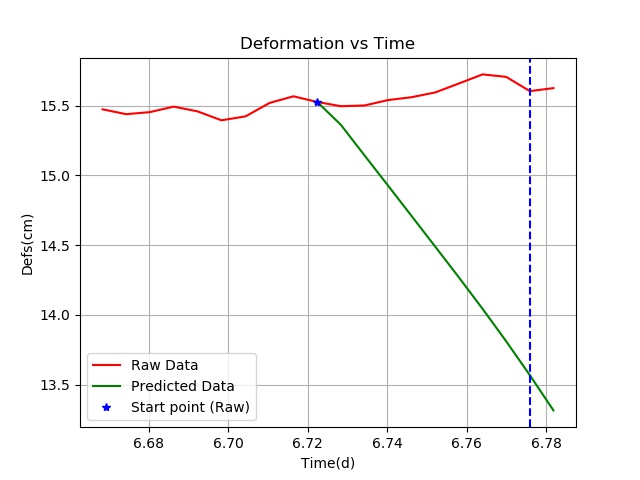 Deformation vs Time
Defs(cm)
15.5
15.0
14.5
14.0
13.5
Raw Data
Predicted Data
Start point (Raw)
6.68 6.70 6.72 6.74 6.76 6.78
Time(d)